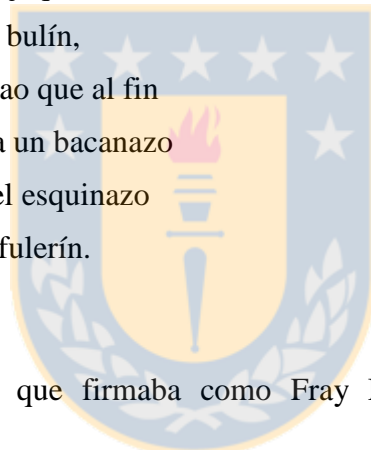 bulín,
ao que al fin
a un bacanazo
el esquinazo
fulerín.
que firmaba como Fray